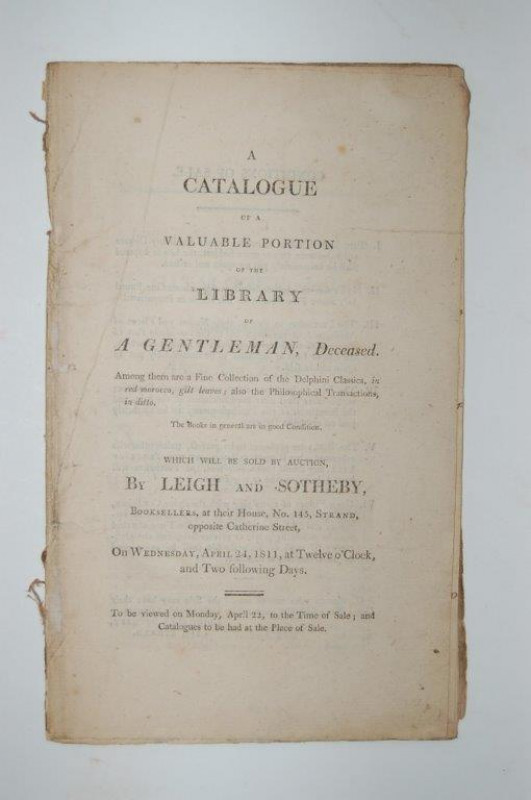 A
CATALOGUE
OF A
VALUABLE PORTION
OF THE
LIBRARY
OF
A GENTLEMAN, Deceased.
Among them are a Fine Collection of the Delphini Classics, in
red morocco, gilt leaves; also the Philosophical Transactions,
in ditto.
The Books in general are in good Condition.
WHICH WILL BE SOLD BY AUCTION,
By LEIGH AND SOTHEBY,
BOOKSELLERS, at their House, No. 145, STRAND,
opposite Catherine Street,
On WEDNESDAY, APRIL 24, 1811, at Twelve o'Clock,
and Two following Days.
To be viewed on Monday, April 22, to the Time of Sale; and
Catalogues to be had at the Place of Sale.